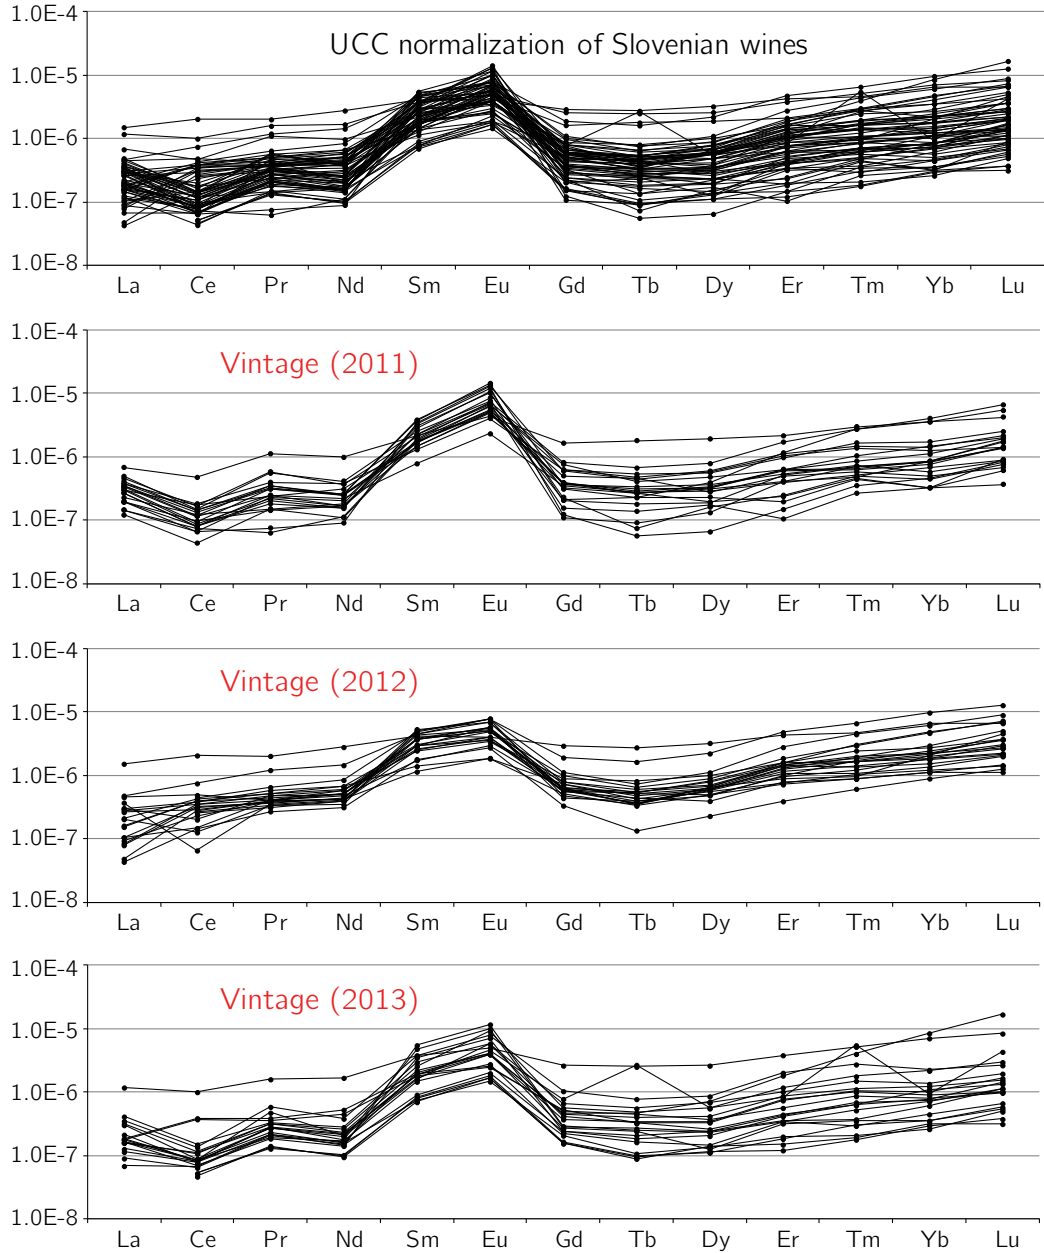 1.0E-4
UCC normalization of Slovenian wines
1.0E-5
1.0E-6
1.0E-7
1.0E-8
La Ce Pr Nd Sm Eu Gd Tb Dy Er Tm Yb Lu
1.0E-4
Vintage (2011)
1.0E-5
1.0E-6
1.0E-7
1.0E-8
La Ce Pr Nd Sm Eu Gd Tb Dy Er Tm Yb Lu
1.0E-4
Vintage (2012)
1.0E-5
1.0E-6
1.0E-7
1.0E-8
La Ce Pr Nd Sm Eu Gd Tb Dy Er Tm Yb Lu
1.0E-4
Vintage (2013)
1.0E-5
1.0E-6
1.0E-7
1.0E-8
La Ce Pr Nd Sm Eu Gd Tb Dy Er Tm Yb Lu